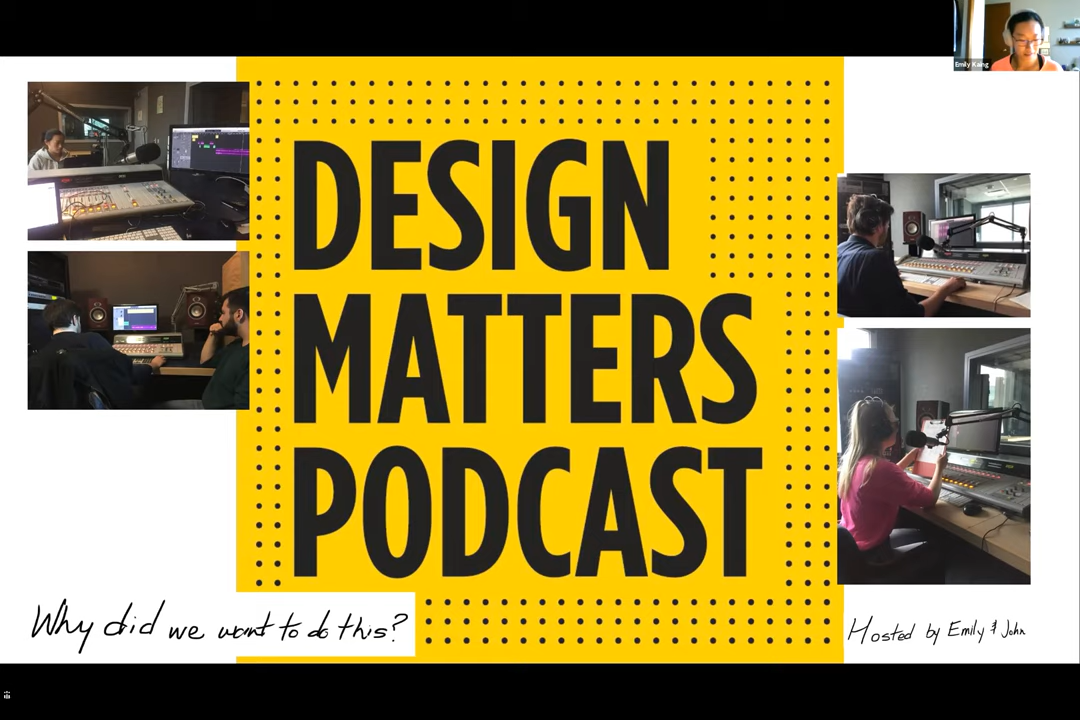 Emily Kang
DESIGN
MATTERS
PODCAST
Why did we want to do this?
Hosted by Emily & John